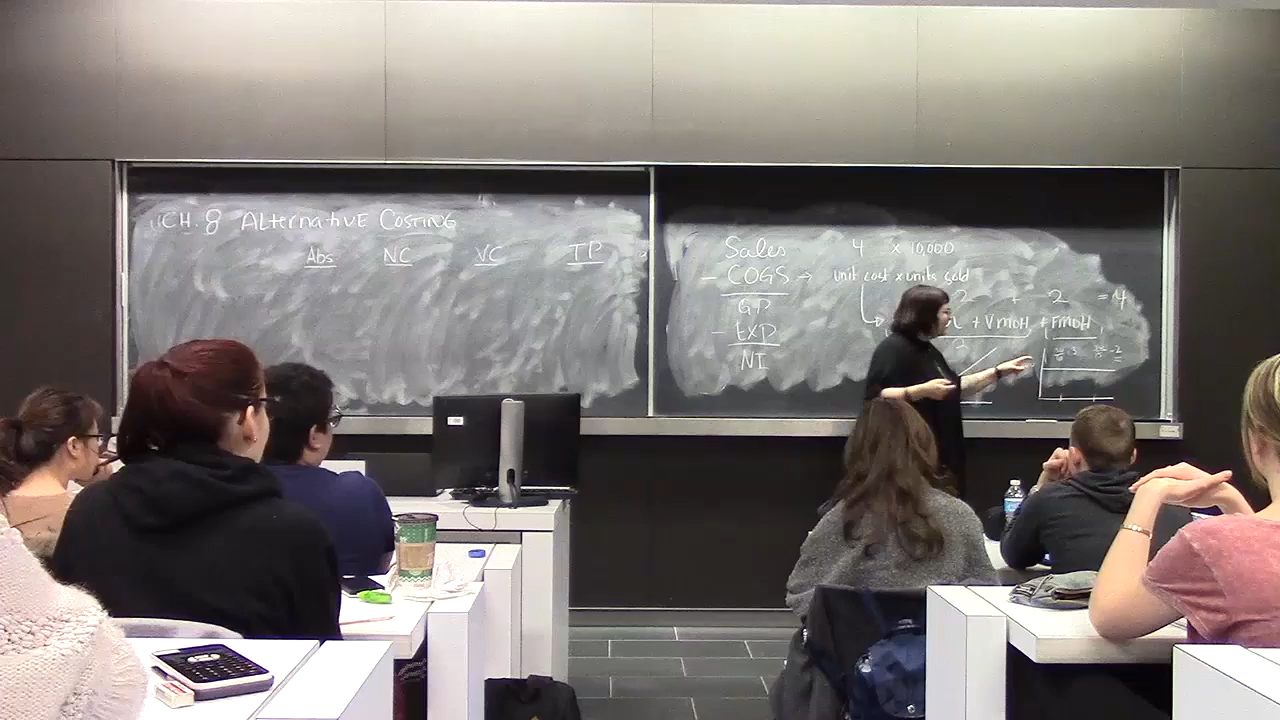 CH. 8 Alternative Costing
Abs NC VC TP
Sales 4 x 10,000
- COGS → unit cost x units sold
GP
2 + 2 = 4
+ VMOH + FMOH
- EXP
NI